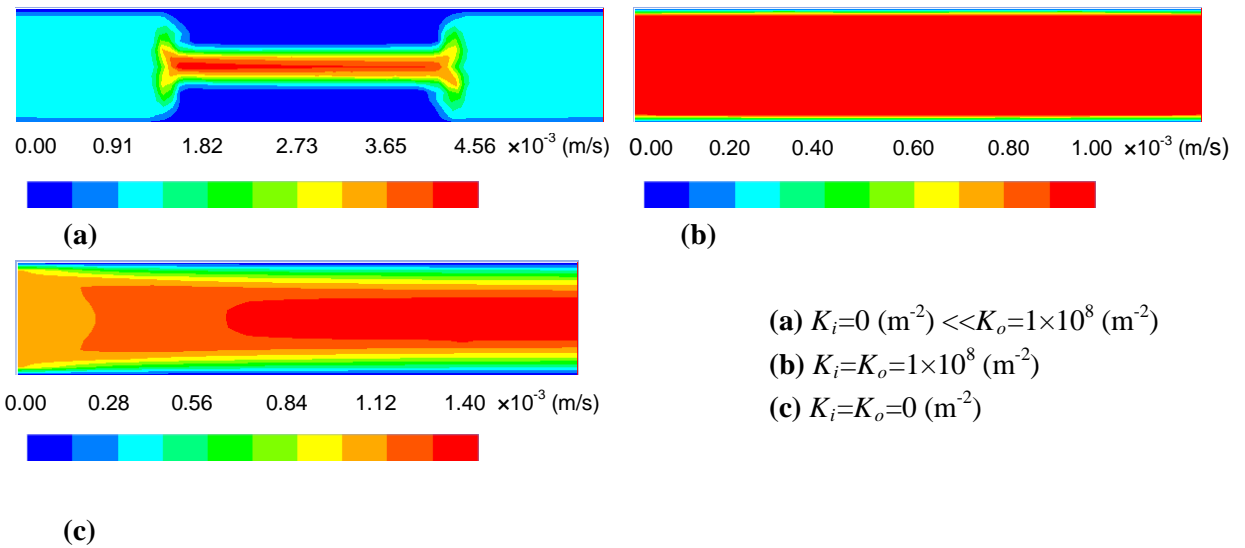 0.00 0.91 1.82 2.73 3.65 4.56 ×10⁻³ (m/s)
(a)
0.00 0.20 0.40 0.60 0.80 1.00 ×10⁻³ (m/s)
(b)
0.00 0.28 0.56 0.84 1.12 1.40 ×10⁻³ (m/s)
(c)
(a) Kᵢ=0 (m⁻²) <<Kₒ=1×10⁸ (m⁻²)
(b) Kᵢ=Kₒ=1×10⁸ (m⁻²)
(c) Kᵢ=Kₒ=0 (m⁻²)